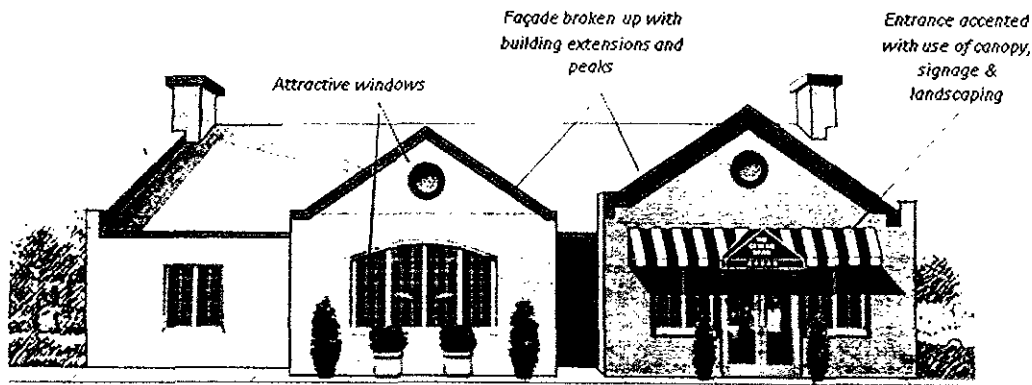 Façade broken up with
building extensions and
peaks
Entrance accented
with use of canopy,
signage &
landscaping
Attractive windows